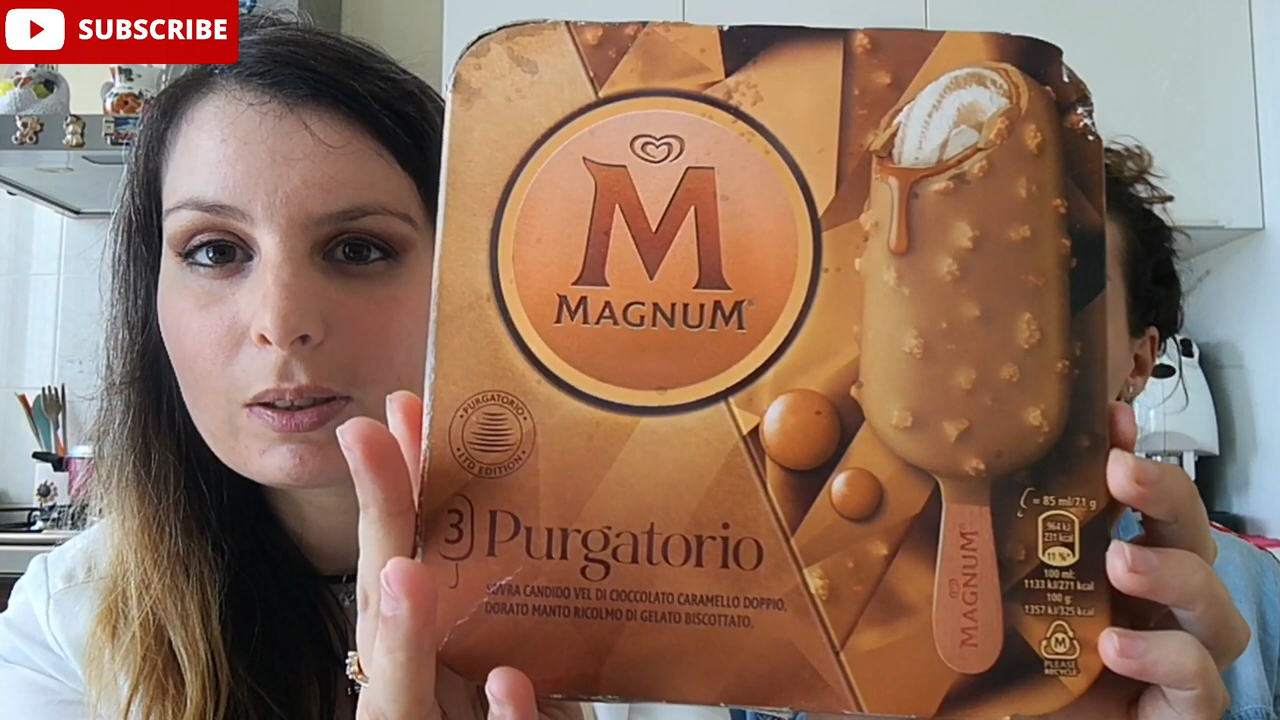 SUBSCRIBE
M
MAGNUM
PURGATORIO
LTD EDITION
3 Purgatorio
SOVRA CANDIDO VEL DI CIOCCOLATO CARAMELLO DOPPIO,
DORATO MANTO RICOLMO DI GELATO BISCOTTATO.
MAGNUM
= 85 ml/71 g
964 kJ
231 kcal
11 %*
100 ml:
1133 kJ/271 kcal
100 g:
1357 kJ/325 kcal
M
PLEASE
RECYCLE